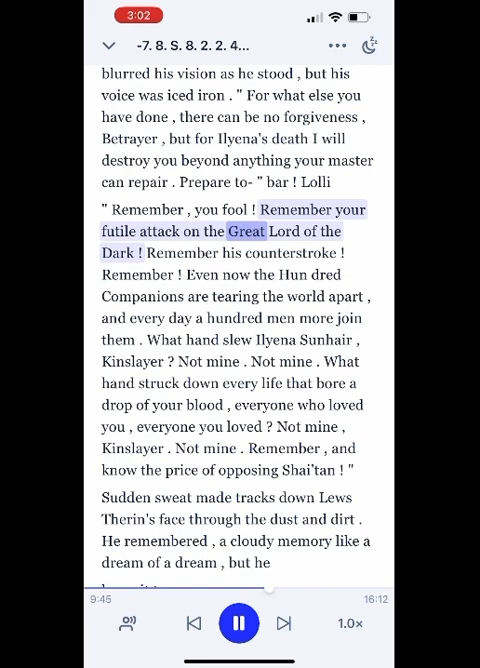 3:02
-7. 8. S. 8. 2. 2. 4...
blurred his vision as he stood , but his
voice was iced iron . " For what else you
have done , there can be no forgiveness ,
Betrayer , but for Ilyena's death I will
destroy you beyond anything your master
can repair . Prepare to- " bar ! Lolli
" Remember , you fool ! Remember your
futile attack on the Great Lord of the
Dark ! Remember his counterstroke !
Remember ! Even now the Hun dred
Companions are tearing the world apart ,
and every day a hundred men more join
them . What hand slew Ilyena Sunhair ,
Kinslayer ? Not mine . Not mine . What
hand struck down every life that bore a
drop of your blood , everyone who loved
you , everyone you loved ? Not mine ,
Kinslayer . Not mine . Remember , and
know the price of opposing Shai'tan ! "
Sudden sweat made tracks down Lews
Therin's face through the dust and dirt .
He remembered , a cloudy memory like a
dream of a dream , but he
9:45
16:12
1.0×